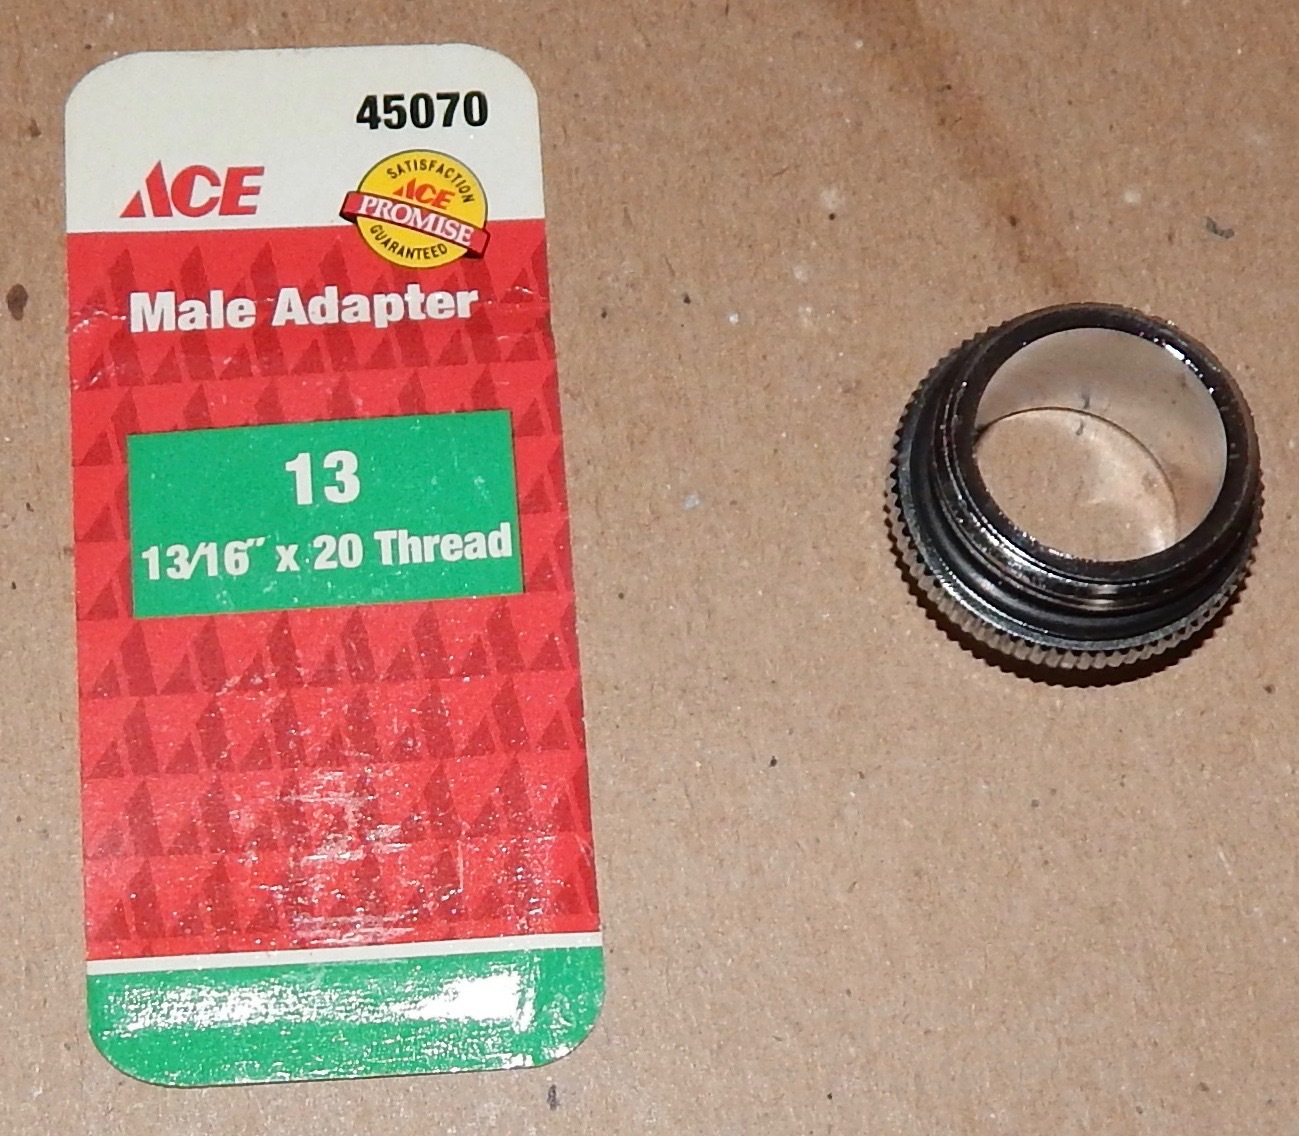 45070
ACE
SATISFACTION
ACE
PROMISE
GUARANTEED
Male Adapter
13
13/16" x 20 Thread